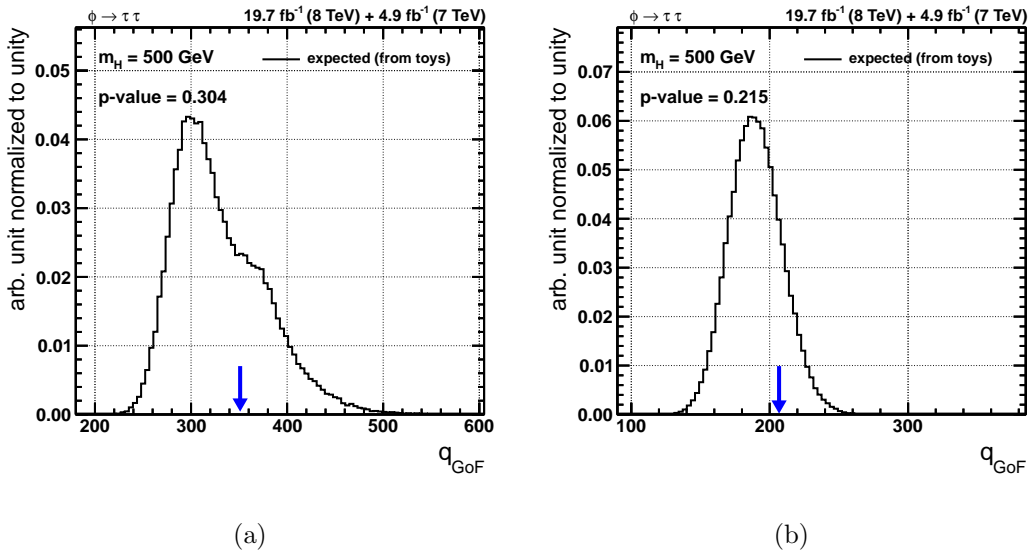 ϕ → τ τ 19.7 fb⁻¹ (8 TeV) + 4.9 fb⁻¹ (7 TeV)
m_H = 500 GeV
expected (from toys)
p-value = 0.304
arb. unit normalized to unity
0.05
0.04
0.03
0.02
0.01
0.00
200 300 400 500 600
q_GoF
(a)
ϕ → τ τ 19.7 fb⁻¹ (8 TeV) + 4.9 fb⁻¹ (7 TeV)
m_H = 500 GeV
expected (from toys)
p-value = 0.215
arb. unit normalized to unity
0.07
0.06
0.05
0.04
0.03
0.02
0.01
0.00
100 200 300
q_GoF
(b)